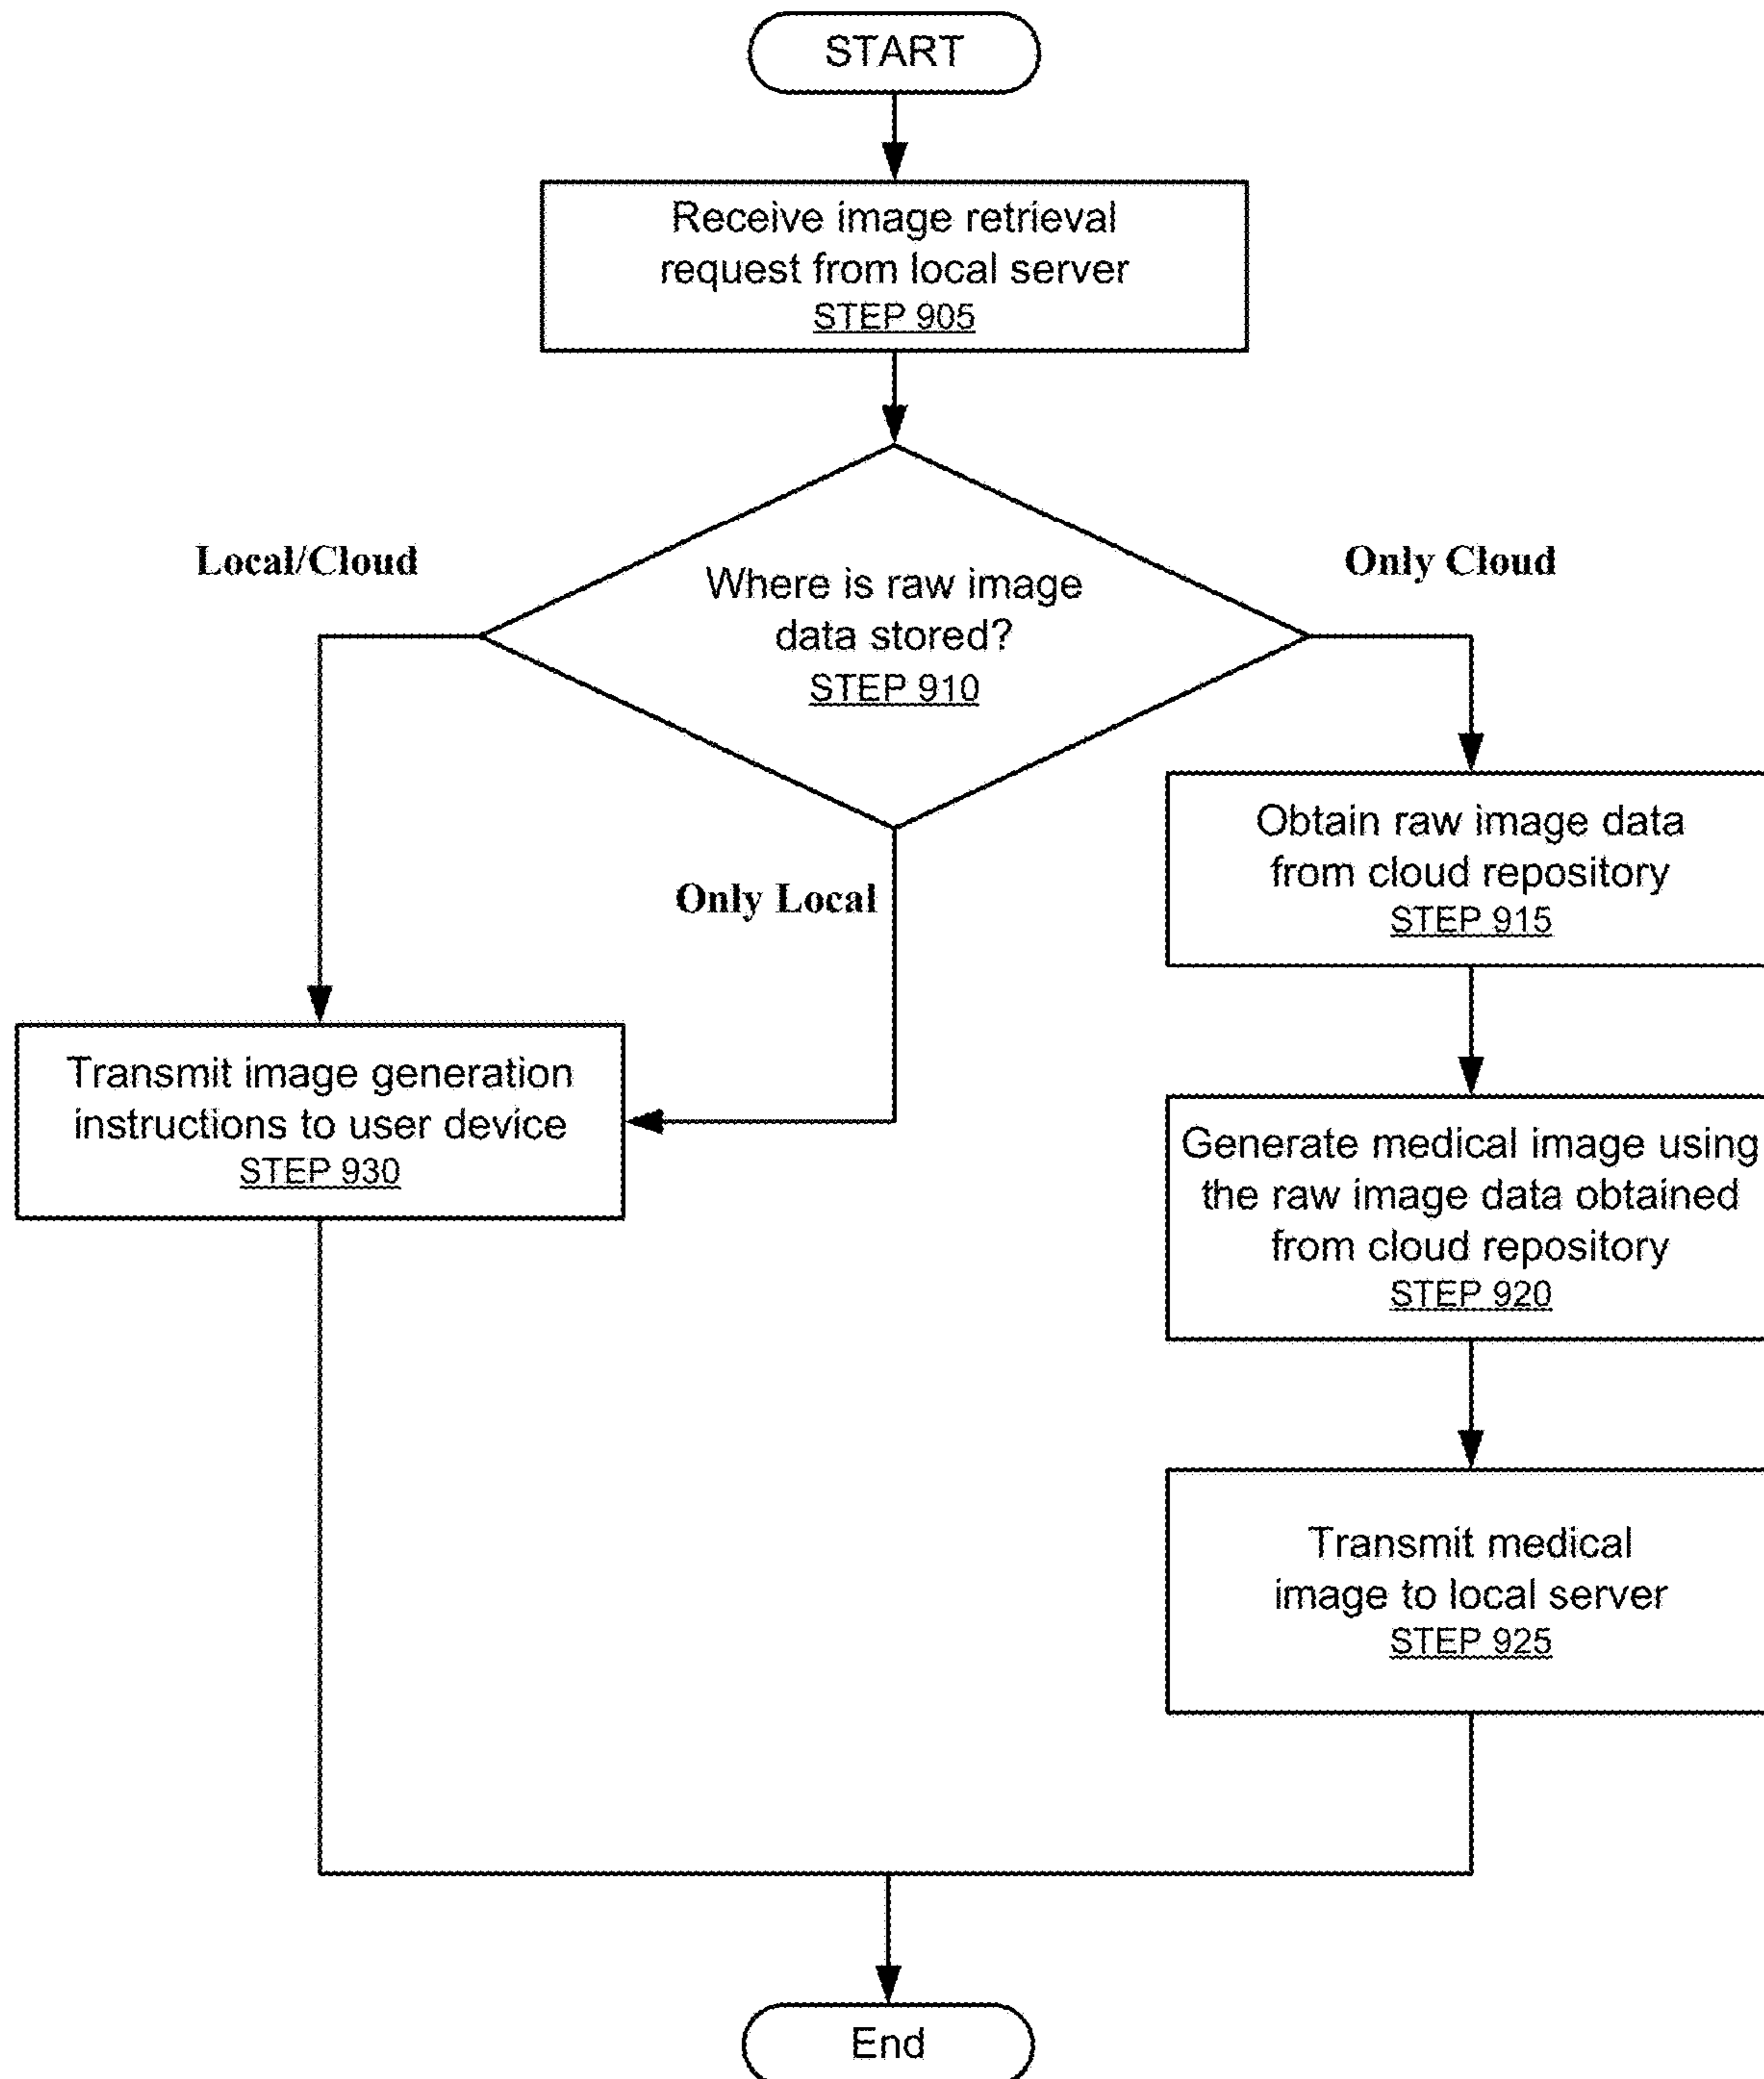 START
Receive image retrieval
request from local server
STEP 905
Local/Cloud
Where is raw image
data stored?
STEP 910
Only Cloud
Only Local
Obtain raw image data
from cloud repository
STEP 915
Transmit image generation
instructions to user device
STEP 930
Generate medical image using
the raw image data obtained
from cloud repository
STEP 920
Transmit medical
image to local server
STEP 925
End